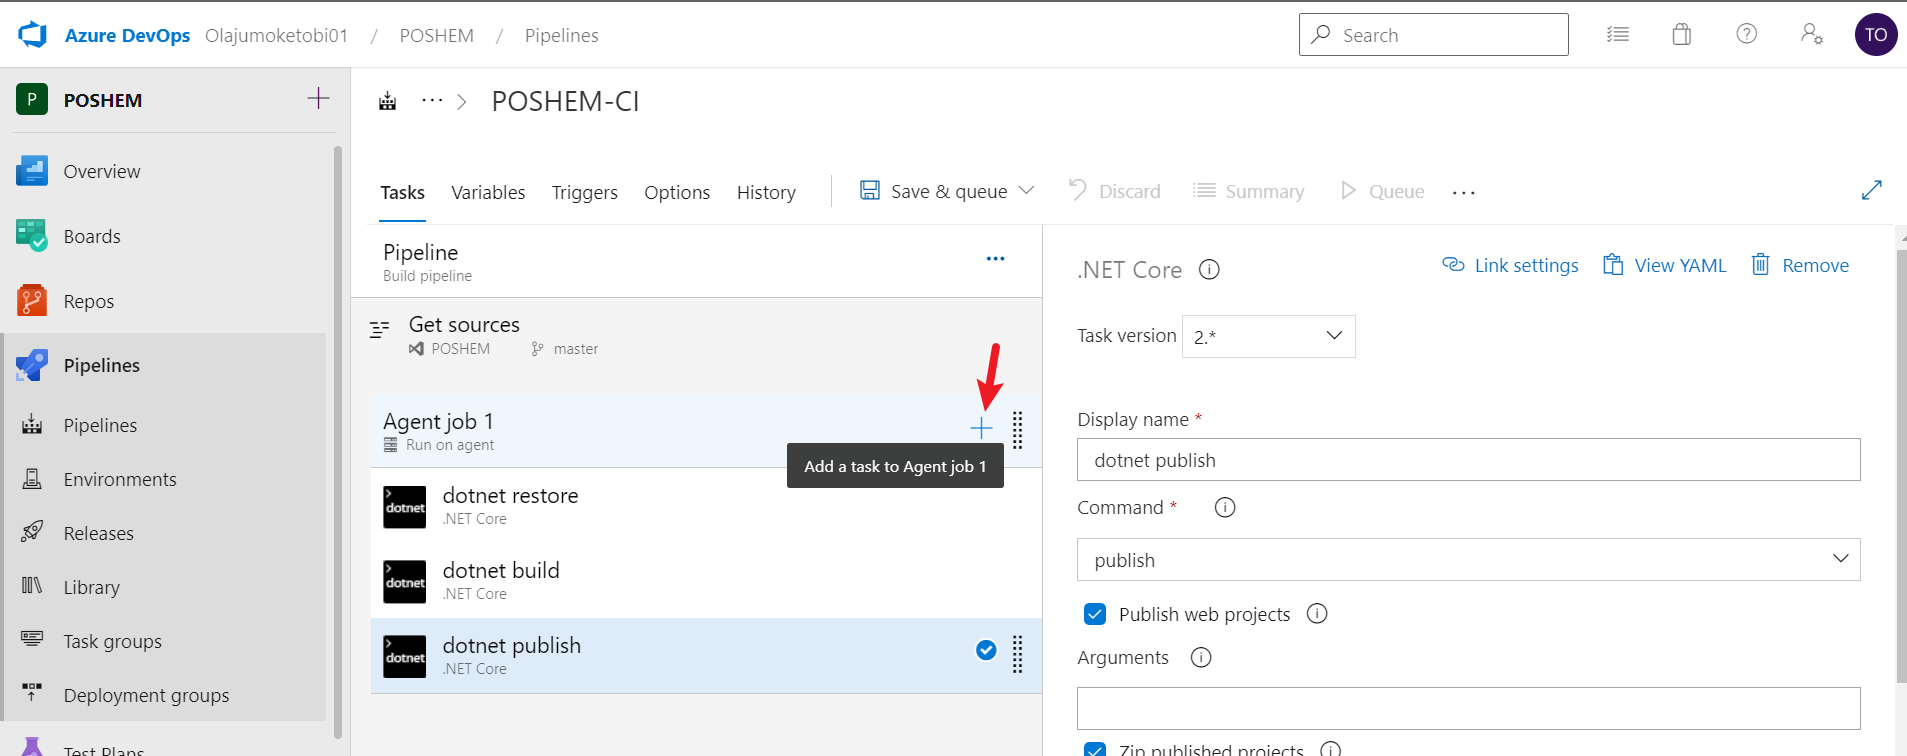 Azure DevOps Olajumoketobi01 / POSHEM / Pipelines
Search
TO
P POSHEM
POSHEM-CI
Overview
Boards
Repos
Pipelines
Pipelines
Environments
Releases
Library
Task groups
Deployment groups
Test Plans
Tasks Variables Triggers Options History
Save & queue Discard Summary Queue
Pipeline
Build pipeline
Get sources
POSHEM master
Agent job 1
Run on agent
Add a task to Agent job 1
dotnet
dotnet restore
.NET Core
dotnet
dotnet build
.NET Core
dotnet
dotnet publish
.NET Core
.NET Core
Link settings View YAML Remove
Task version 2.*
Display name *
dotnet publish
Command *
publish
Publish web projects
Arguments
Zip published projects